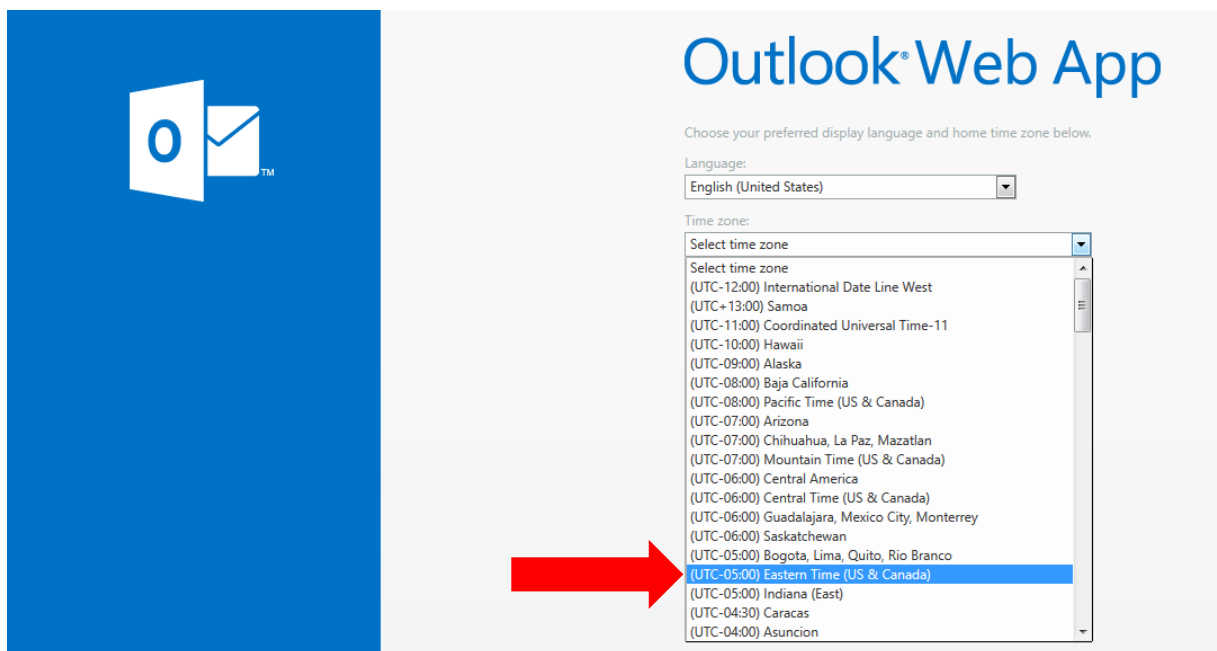 Outlook® Web App
O
TM
Choose your preferred display language and home time zone below.
Language:
English (United States)
Time zone:
Select time zone
Select time zone
(UTC-12:00) International Date Line West
(UTC+13:00) Samoa
(UTC-11:00) Coordinated Universal Time-11
(UTC-10:00) Hawaii
(UTC-09:00) Alaska
(UTC-08:00) Baja California
(UTC-08:00) Pacific Time (US & Canada)
(UTC-07:00) Arizona
(UTC-07:00) Chihuahua, La Paz, Mazatlan
(UTC-07:00) Mountain Time (US & Canada)
(UTC-06:00) Central America
(UTC-06:00) Central Time (US & Canada)
(UTC-06:00) Guadalajara, Mexico City, Monterrey
(UTC-06:00) Saskatchewan
(UTC-05:00) Bogota, Lima, Quito, Rio Branco
(UTC-05:00) Eastern Time (US & Canada)
(UTC-05:00) Indiana (East)
(UTC-04:30) Caracas
(UTC-04:00) Asuncion